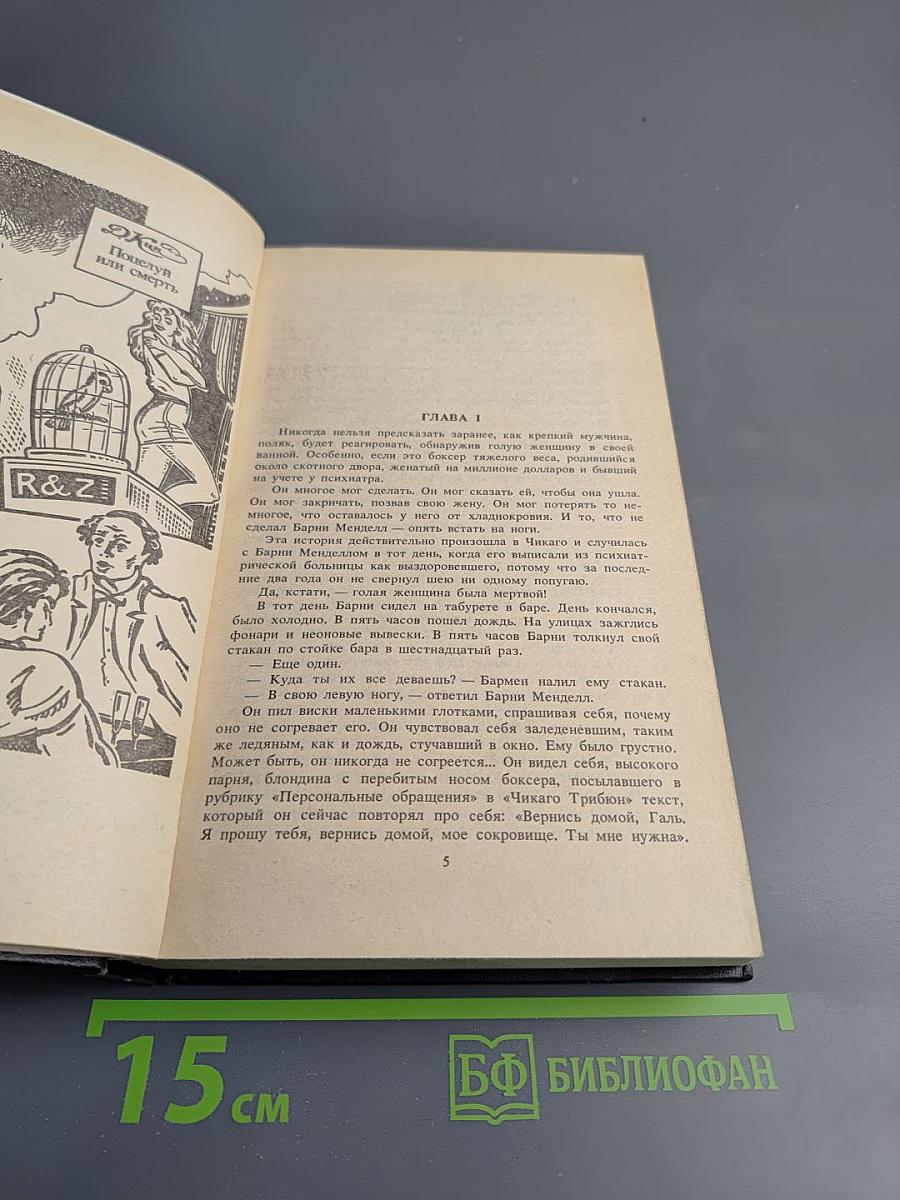 Д. Кин
Поцелуй
или смерть
R & Z
ГЛАВА 1
Никогда нельзя предсказать заранее, как крепкий мужчина,
поляк, будет реагировать, обнаружив голую женщину в своей
ванной. Особенно, если это боксер тяжелого веса, родившийся
около скотного двора, женатый на миллионе долларов и бывший
на учете у психиатра.
Он многое мог сделать. Он мог сказать ей, чтобы она ушла.
Он мог закричать, позвав свою жену. Он мог потерять то не-
многое, что оставалось у него от хладнокровия. И то, что не
сделал Барни Менделл — опять встать на ноги.
Эта история действительно произошла в Чикаго и случилась
с Барни Менделлом в тот день, когда его выписали из психиат-
рической больницы как выздоровевшего, потому что за послед-
ние два года он не свернул шею ни одному попугаю.
Да, кстати, — голая женщина была мертвой!
В тот день Барни сидел на табурете в баре. День кончался,
было холодно. В пять часов пошел дождь. На улицах зажглись
фонари и неоновые вывески. В пять часов Барни толкнул свой
стакан по стойке бара в шестнадцатый раз.
— Еще один.
— Куда ты их все деваешь? — Бармен налил ему стакан.
— В свою левую ногу, — ответил Барни Менделл.
Он пил виски маленькими глотками, спрашивая себя, почему
оно не согревает его. Он чувствовал себя заледеневшим, таким
же ледяным, как и дождь, стучавший в окно. Ему было грустно.
Может быть, он никогда не согреется... Он видел себя, высокого
парня, блондина с перебитым носом боксера, посылавшего в
рубрику «Персональные обращения» в «Чикаго Трибюн» текст,
который он сейчас повторял про себя: «Вернись домой, Галь.
Я прошу тебя, вернись домой, мое сокровище. Ты мне нужна».
5
15 см
БФ БИБЛИОФАН